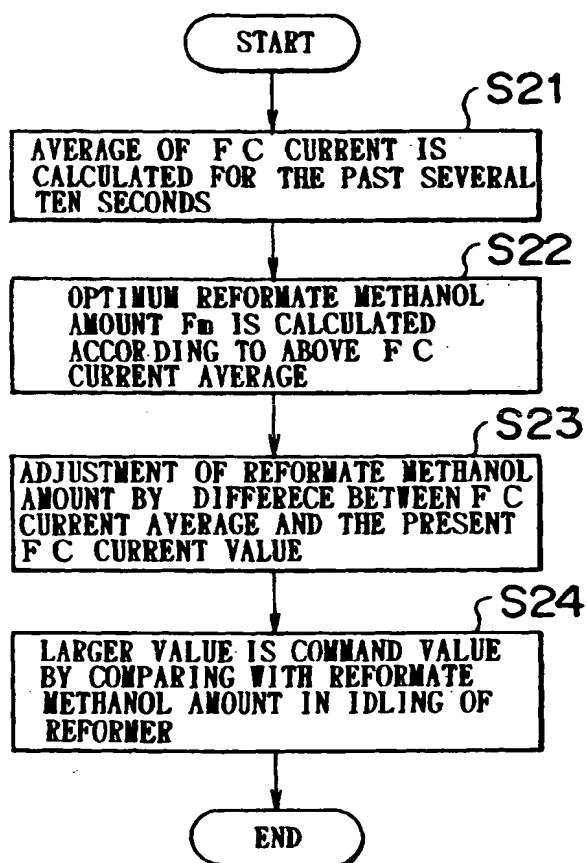 START
S21
AVERAGE OF F C CURRENT IS
CALCULATED FOR THE PAST SEVERAL
TEN SECONDS
S22
OPTIMUM REFORMATE METHANOL
AMOUNT Fm IS CALCULATED
ACCORDING TO ABOVE F C
CURRENT AVERAGE
S23
ADJUSTMENT OF REFORMATE METHANOL
AMOUNT BY DIFFERECE BETWEEN F C
CURRENT AVERAGE AND THE PRESENT
F C CURRENT VALUE
S24
LARGER VALUE IS COMMAND VALUE
BY COMPARING WITH REFORMATE
METHANOL AMOUNT IN IDLING OF
REFORMER
END